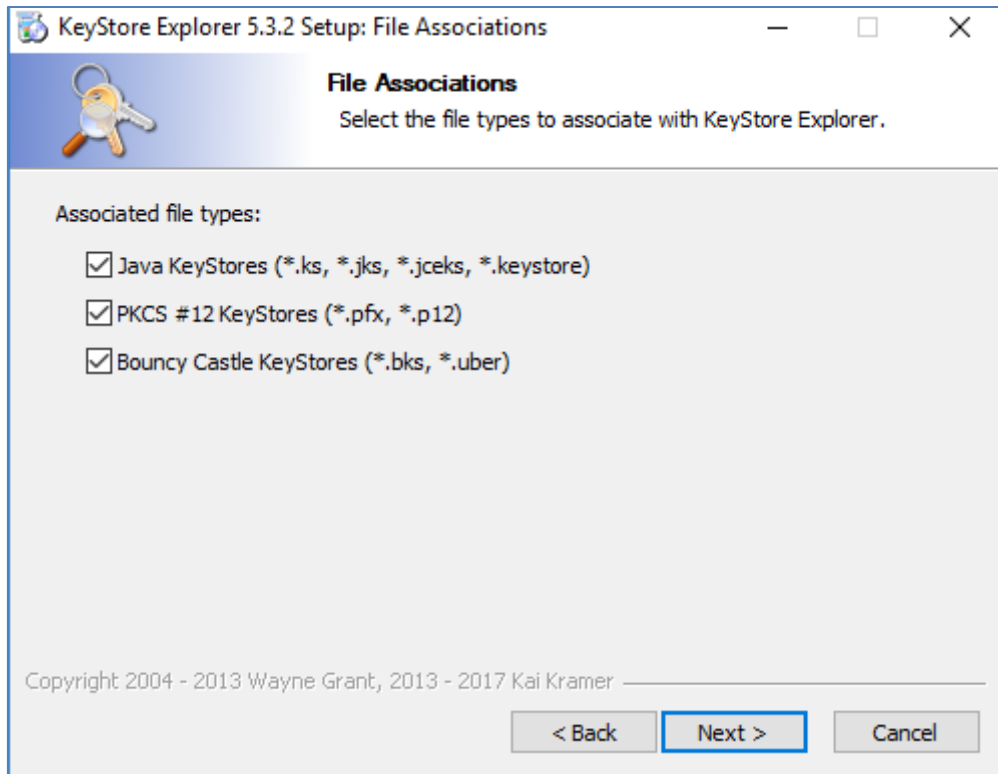 KeyStore Explorer 5.3.2 Setup: File Associations
File Associations
Select the file types to associate with KeyStore Explorer.
Associated file types:
Java KeyStores (*.ks, *.jks, *.jceks, *.keystore)
PKCS #12 KeyStores (*.pfx, *.p12)
Bouncy Castle KeyStores (*.bks, *.uber)
Copyright 2004 - 2013 Wayne Grant, 2013 - 2017 Kai Kramer
< Back Next > Cancel